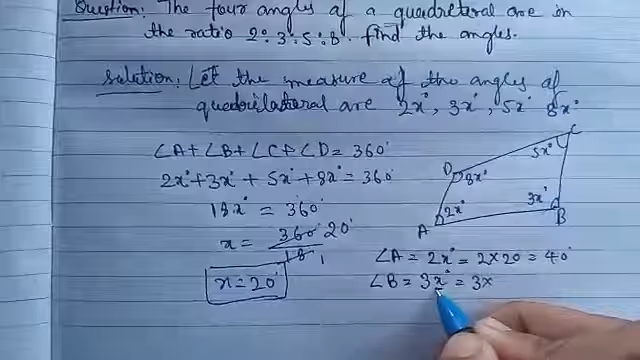 Question: The four angles of a quadreteral are in
the ratio 2:3:5:8. find the angles.
Solution: Let the measure of the angles of
quadrilateral are 2x°, 3x°, 5x° 8x°
∠A+∠B+∠C+∠D = 360°
2x°+3x°+5x°+8x° = 360°
18x° = 360°
x = 360° 20°
18 1
x = 20°
C
5x°
D
8x°
3x°
2x°
A
B
∠A = 2x° = 2×20 = 40°
∠B = 3x° = 3×